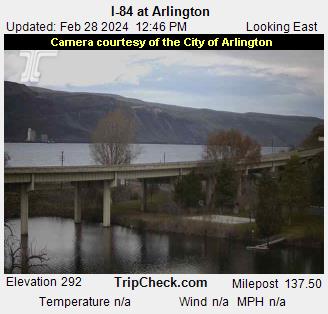 I-84 at Arlington
Updated: Feb 28 2024 12:46 PM Looking East
Camera courtesy of the City of Arlington
Elevation 292 TripCheck.com Milepost 137.50
Temperature n/a Wind n/a MPH n/a